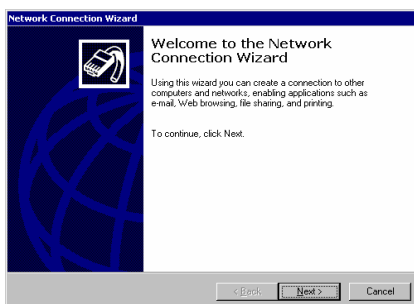 Network Connection Wizard
Welcome to the Network
Connection Wizard
Using this wizard you can create a connection to other
computers and networks, enabling applications such as
e-mail, Web browsing, file sharing, and printing.
To continue, click Next.
< Back Next > Cancel